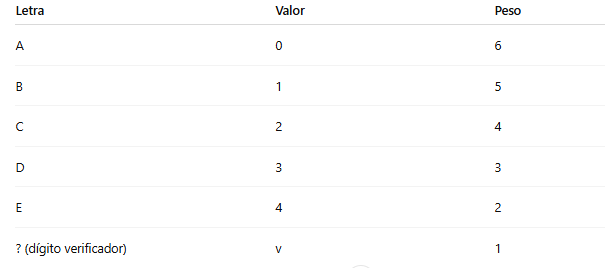 Letra Valor Peso
A 0 6
B 1 5
C 2 4
D 3 3
E 4 2
? (dígito verificador) v 1